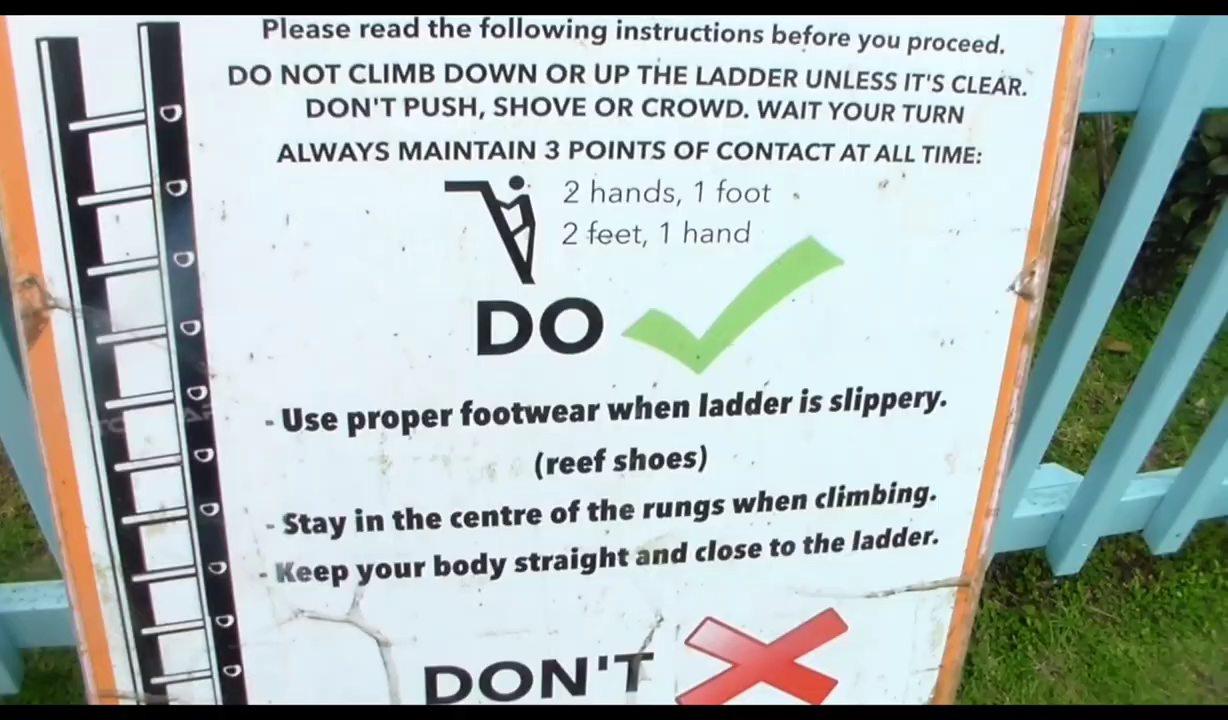 Please read the following instructions before you proceed.
DO NOT CLIMB DOWN OR UP THE LADDER UNLESS IT'S CLEAR.
DON'T PUSH, SHOVE OR CROWD. WAIT YOUR TURN
ALWAYS MAINTAIN 3 POINTS OF CONTACT AT ALL TIME:
2 hands, 1 foot
2 feet, 1 hand
DO
- Use proper footwear when ladder is slippery.
(reef shoes)
- Stay in the centre of the rungs when climbing.
- Keep your body straight and close to the ladder.
DON'T